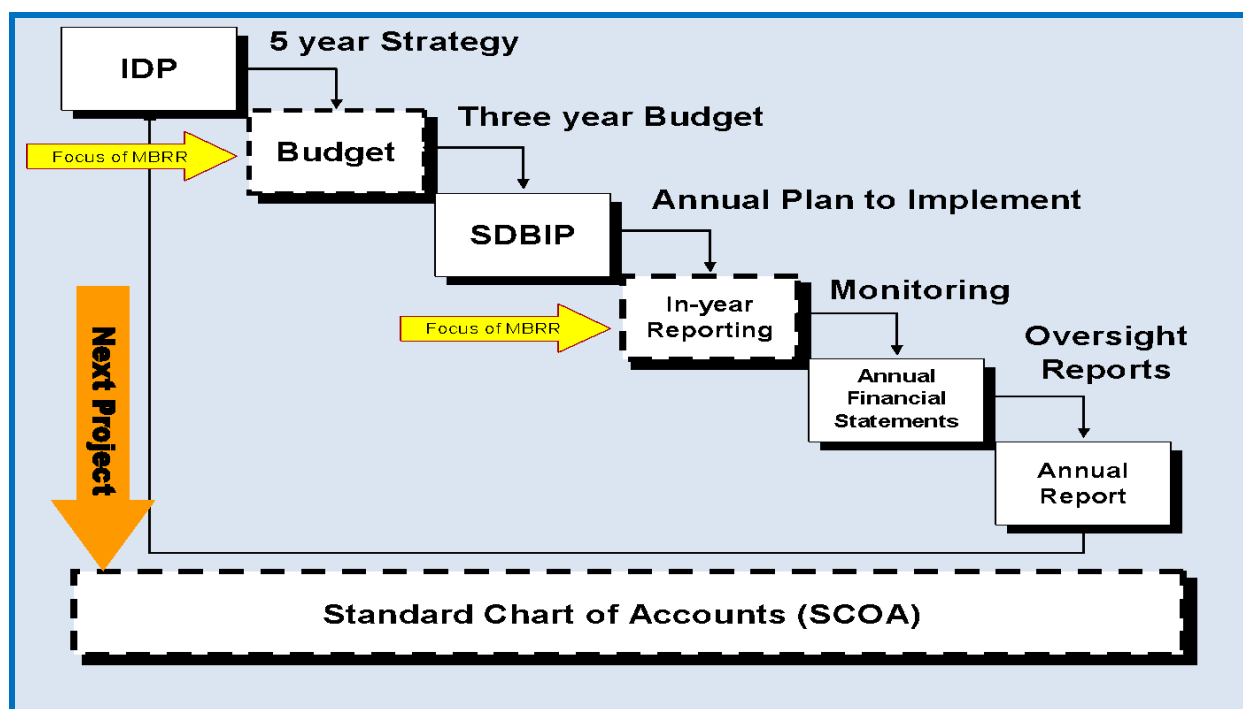 IDP
5 year Strategy
Focus of MBRR
Budget
Three year Budget
SDBIP
Annual Plan to Implement
Focus of MBRR
In-year
Reporting
Monitoring
Annual
Financial
Statements
Oversight
Reports
Annual
Report
Next Project
Standard Chart of Accounts (SCOA)